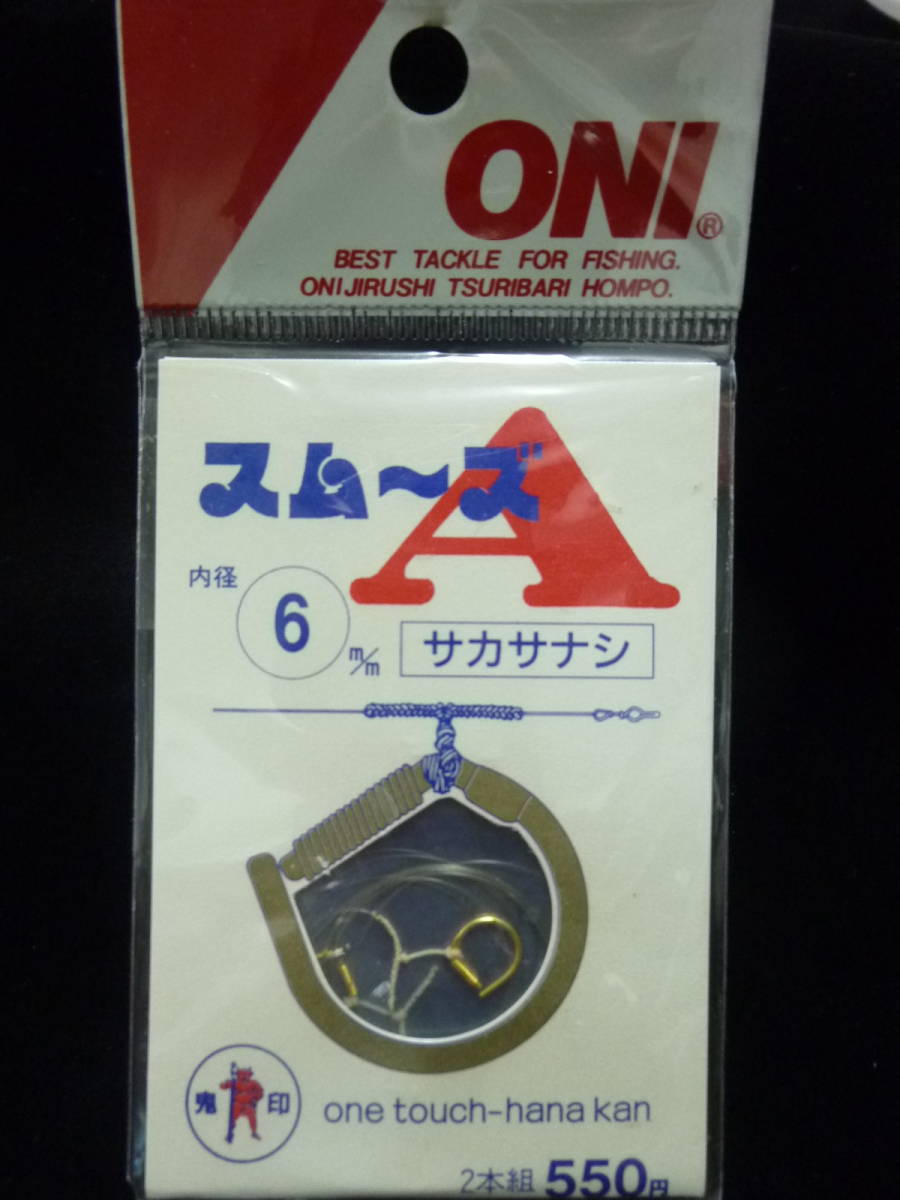 ONI®
BEST TACKLE FOR FISHING.
ONIJIRUSHI TSURIBARI HOMPO.
スム〜ズA
内径 6 m/m サカサナシ
鬼 印
one touch-hana kan
2本組 550円